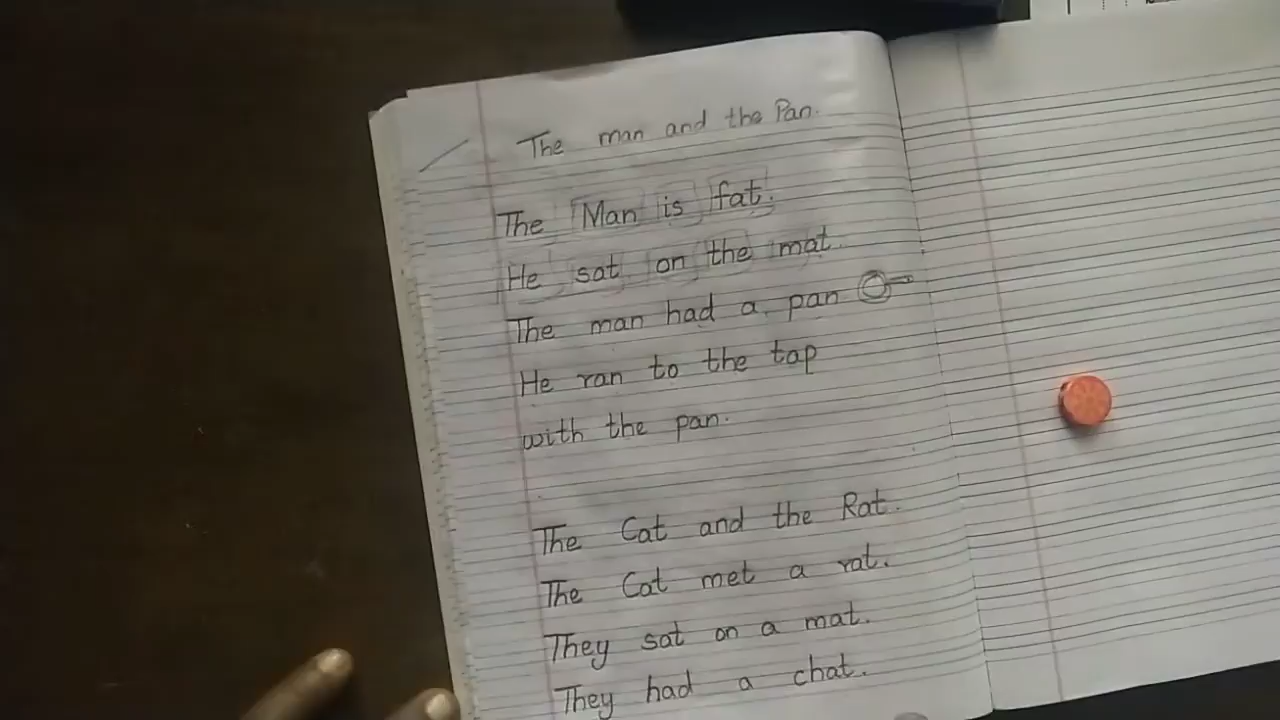 The man and the Pan.
The Man is fat.
He sat on the mat.
The man had a pan
He ran to the tap
with the pan.
The Cat and the Rat.
The Cat met a rat.
They sat on a mat.
They had a chat.